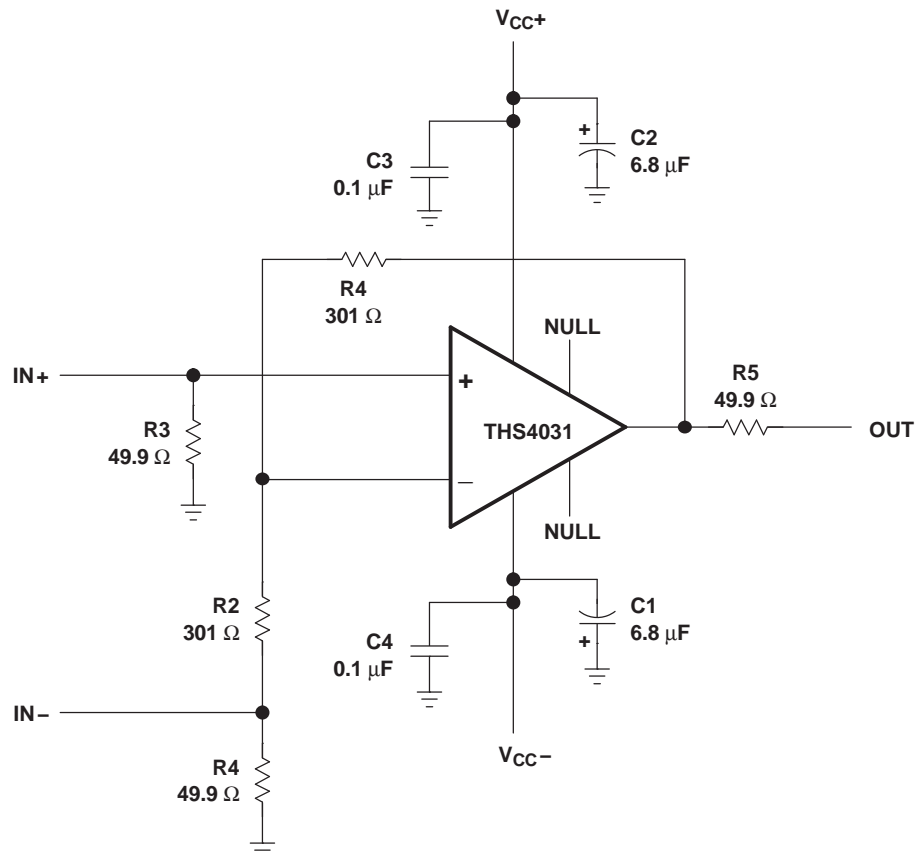 VCC+
C2
6.8 μF
+
C3
0.1 μF
R4
301 Ω
NULL
IN+
+
R5
49.9 Ω
R3
49.9 Ω
THS4031
OUT
−
NULL
R2
301 Ω
C4
0.1 μF
C1
6.8 μF
+
IN−
VCC−
R4
49.9 Ω